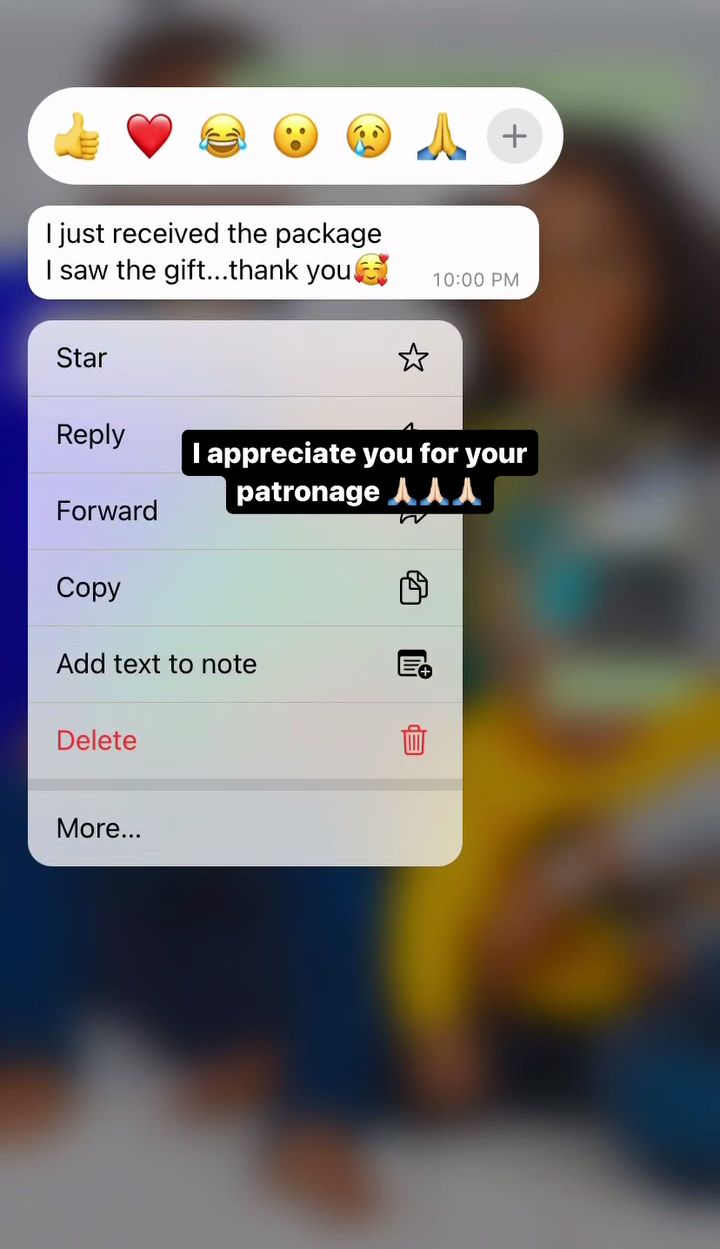 I just received the package
I saw the gift...thank you🥰
10:00 PM
Star
Reply
I appreciate you for your
patronage 🙏🏻🙏🏻🙏🏻
Forward
Copy
Add text to note
Delete
More...